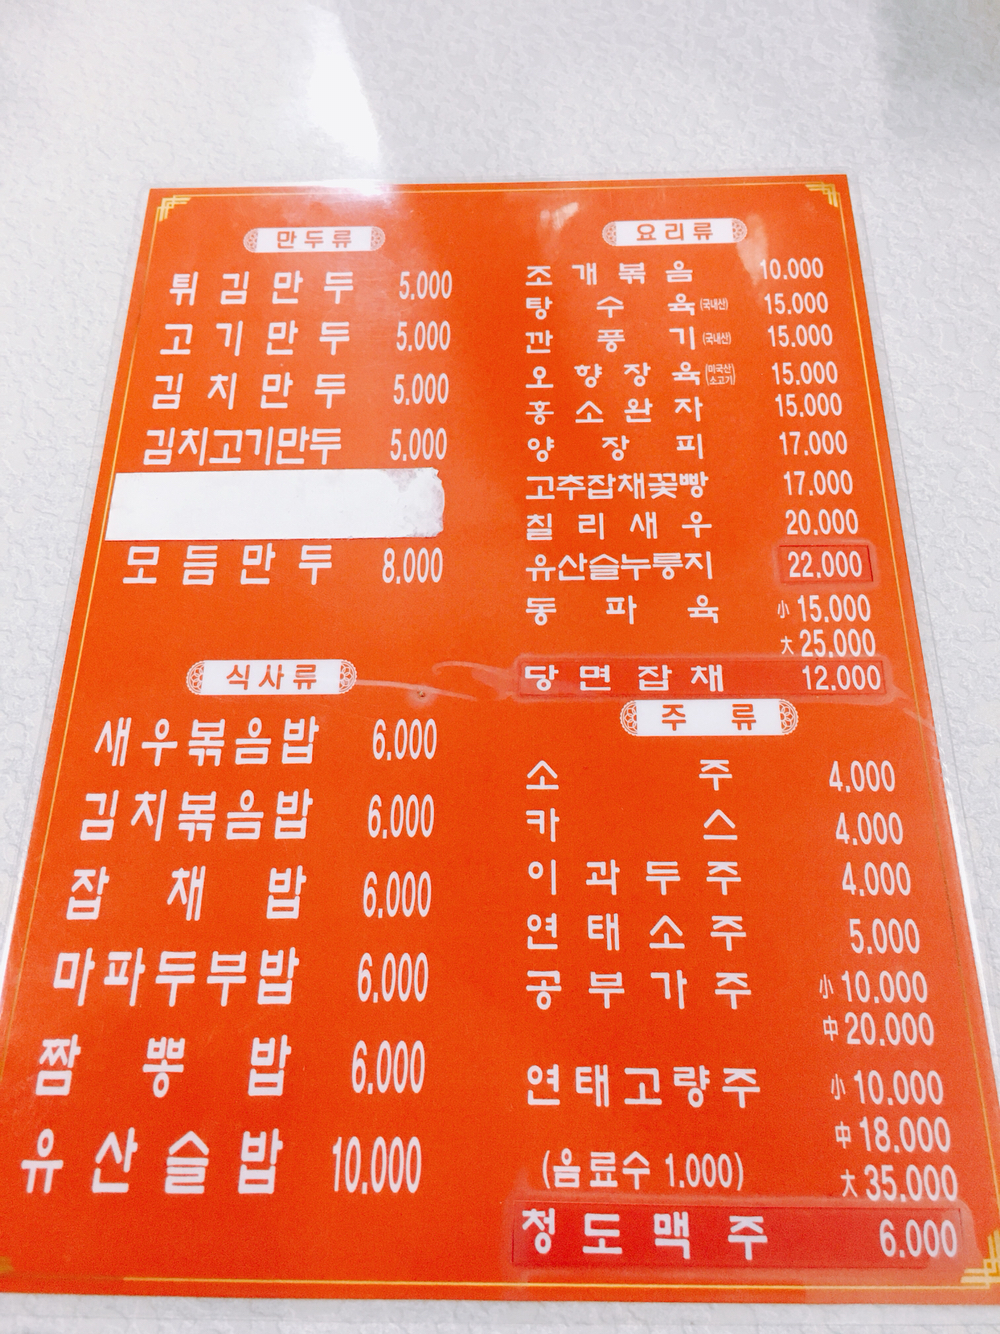 만두류
튀김만두 5,000
고기만두 5,000
김치만두 5,000
김치고기만두 5,000
모듬만두 8,000
식사류
새우볶음밥 6,000
김치볶음밥 6,000
잡채밥 6,000
마파두부밥 6,000
짬뽕밥 6,000
유산슬밥 10,000
요리류
조개볶음 10,000
탕수육(국내산) 15,000
깐풍기(국내산) 15,000
오향장육(미국산 소고기) 15,000
홍소완자 15,000
양장피 17,000
고추잡채꽃빵 17,000
칠리새우 20,000
유산슬누룽지 22,000
동파육 小 15,000
大 25,000
당면잡채 12,000
주류
소주 4,000
카스 4,000
이과두주 4,000
연태소주 5,000
공부가주 小 10,000
中 20,000
연태고량주 小 10,000
中 18,000
(음료수 1,000) 大 35,000
청도맥주 6,000